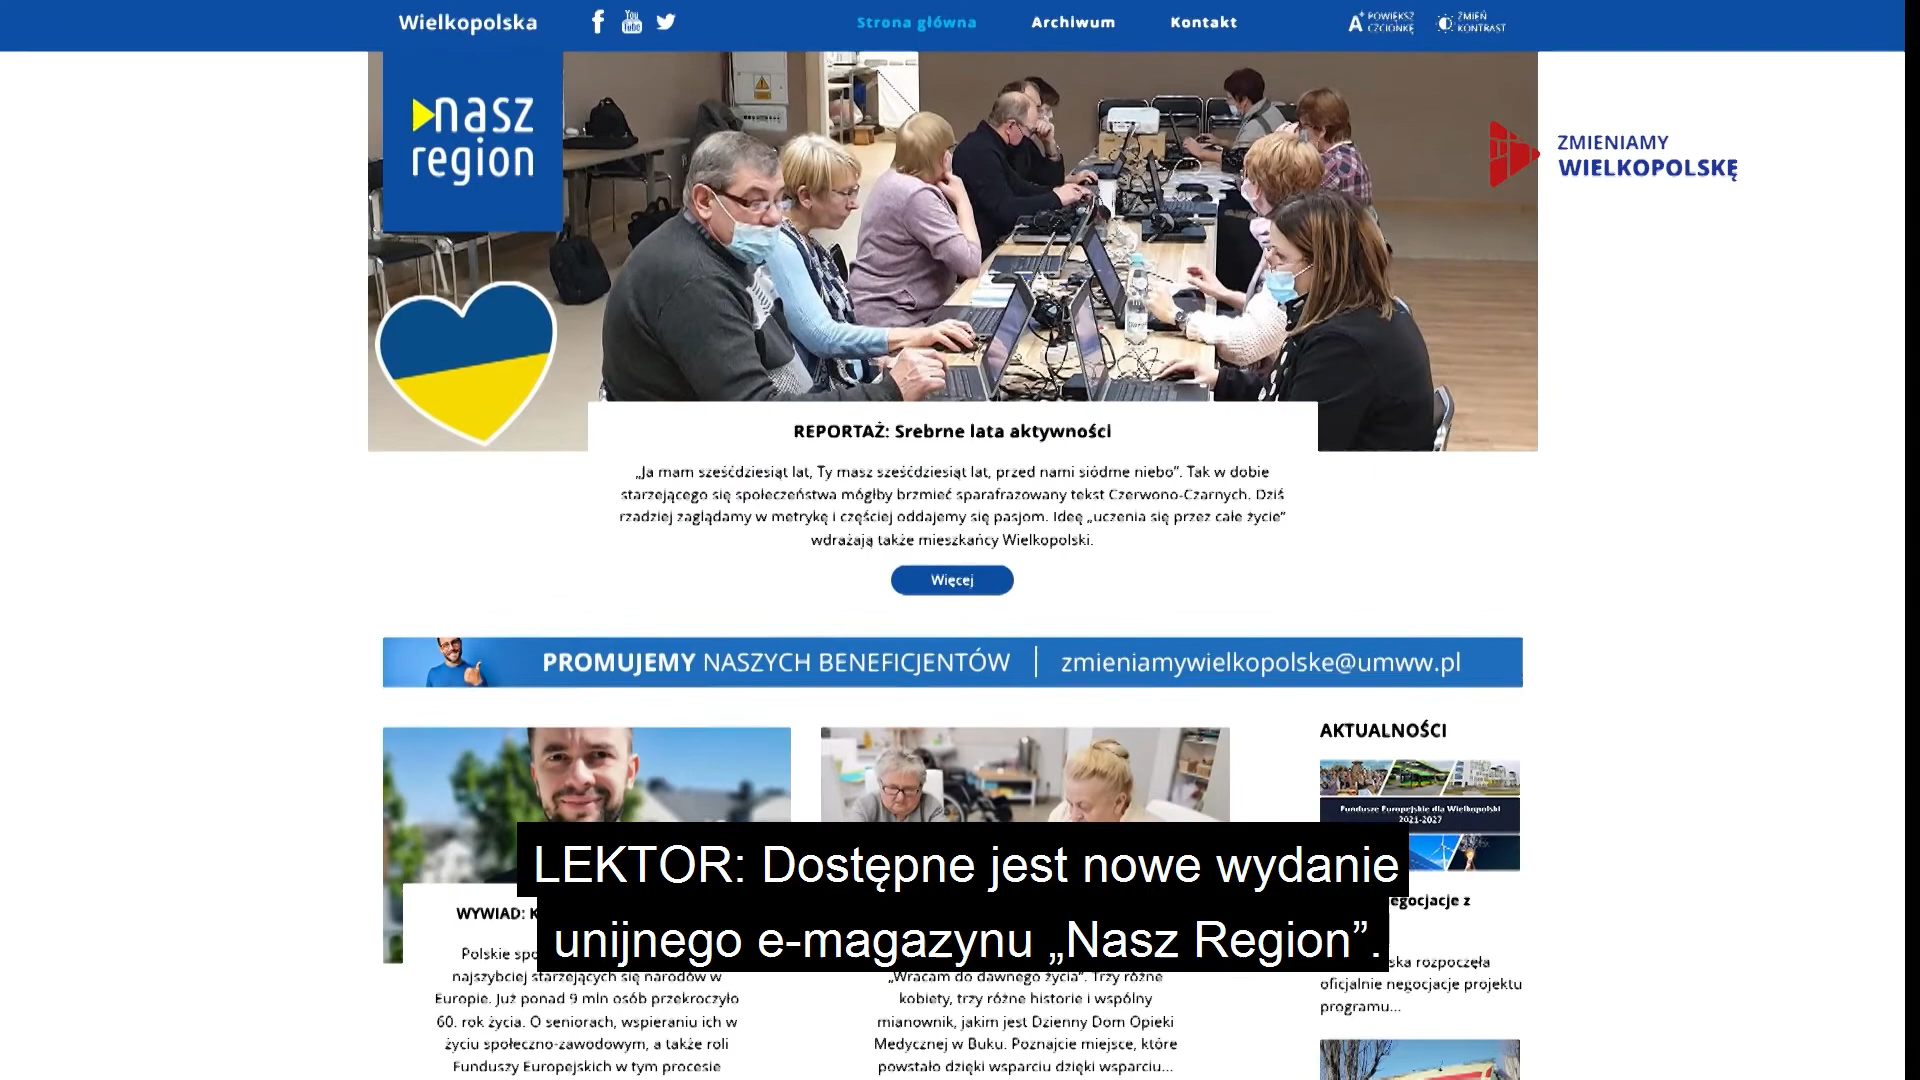 Wielkopolska
Strona główna
Archiwum
Kontakt
A+ POWIĘKSZ
CZCIONKĘ
ZMIEŃ
KONTRAST
nasz
region
ZMIENIAMY
WIELKOPOLSKĘ
REPORTAŻ: Srebrne lata aktywności
„Ja mam sześćdziesiąt lat, Ty masz sześćdziesiąt lat, przed nami siódme niebo”. Tak w dobie
starzejącego się społeczeństwa mógłby brzmieć sparafrazowany tekst Czerwono-Czarnych. Dziś
rzadziej zaglądamy w metrykę i częściej oddajemy się pasjom. Ideę „uczenia się przez całe życie”
wdrażają także mieszkańcy Wielkopolski.
Więcej
PROMUJEMY NASZYCH BENEFICJENTÓW | zmieniamywielkopolske@umww.pl
AKTUALNOŚCI
Fundusze Europejskie dla Wielkopolski
2021-2027
LEKTOR: Dostępne jest nowe wydanie
unijnego e-magazynu „Nasz Region”.
WYWIAD:
Polskie
najszybciej starzejących się narodów w
Europie. Już ponad 9 mln osób przekroczyło
60. rok życia. O seniorach, wspieraniu ich w
życiu społeczno-zawodowym, a także roli
Funduszy Europejskich w tym procesie
„Wracam do dawnego życia”. Trzy różne
kobiety, trzy różne historie i wspólny
mianownik, jakim jest Dzienny Dom Opieki
Medycznej w Buku. Poznajcie miejsce, które
powstało dzięki wsparciu dzięki wsparciu...
z
rozpoczęła
oficjalnie negocjacje projektu
programu...